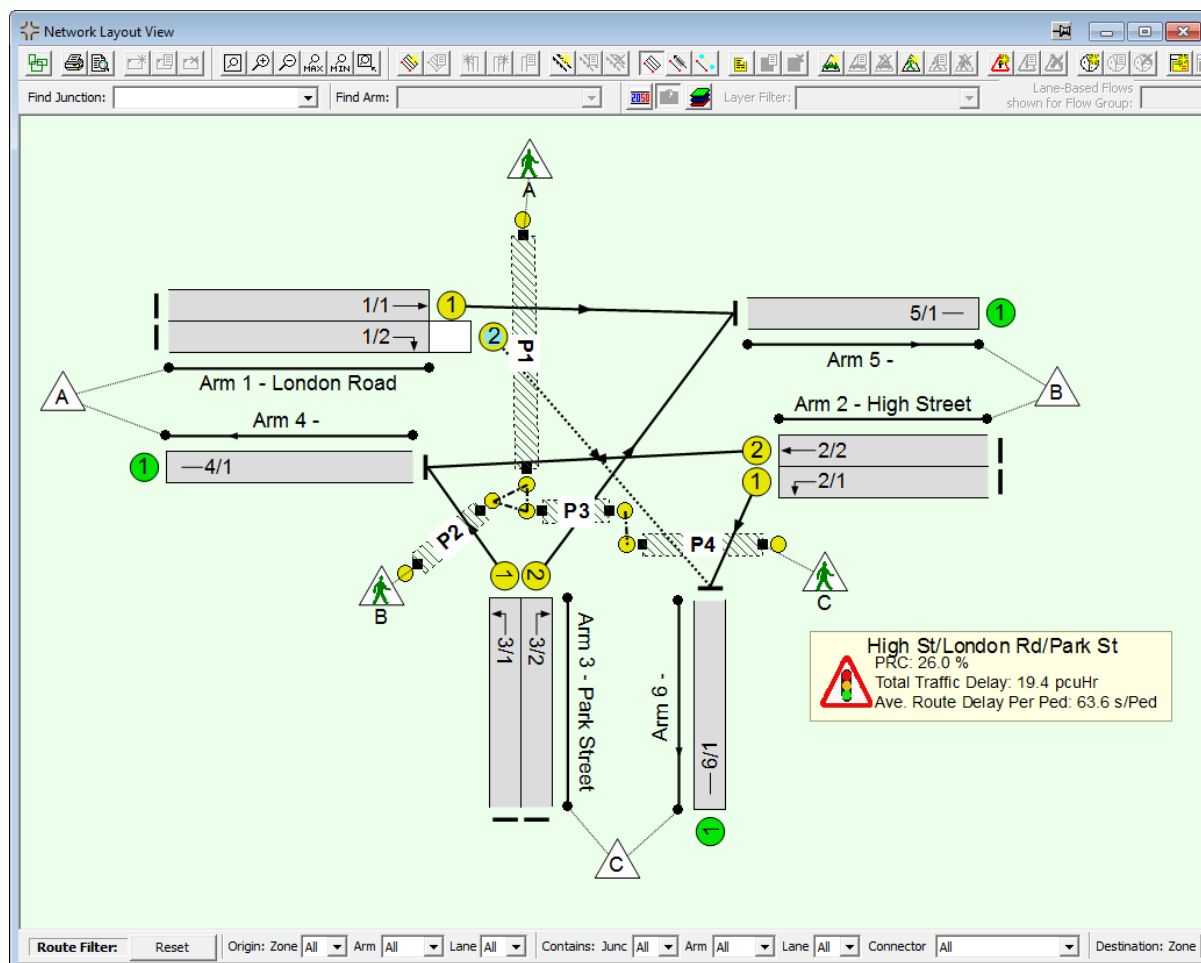 Network Layout View
MAX MIN 2050
Find Junction: Find Arm: Layer Filter: Lane-Based Flows
shown for Flow Group:
A
1/1 1 5/1 1
1/2 2
P1
Arm 1 - London Road Arm 5 -
A B
Arm 4 - Arm 2 - High Street
1 4/1 2 2/2
1 2/1
P2 P3 P4
1 2
B C
3/1 3/2 Arm 3 - Park Street Arm 6 - 6/1
High St/London Rd/Park St
PRC: 26.0 %
Total Traffic Delay: 19.4 pcuHr
Ave. Route Delay Per Ped: 63.6 s/Ped
1
C
Route Filter: Reset Origin: Zone All Arm All Lane All Contains: Junc All Arm All Lane All Connector All Destination: Zone